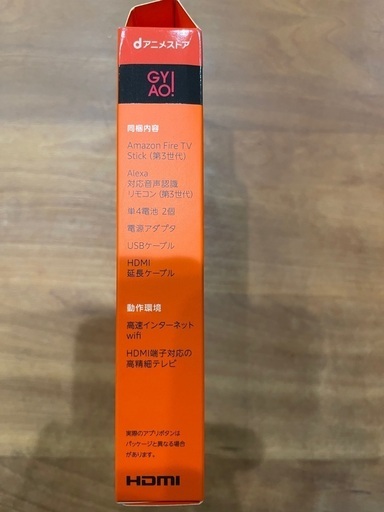 dアニメストア
GY
AO!
同梱内容
Amazon Fire TV
Stick (第3世代)
Alexa
対応音声認識
リモコン(第3世代)
単4電池 2個
電源アダプタ
USBケーブル
HDMI
延長ケーブル
動作環境
高速インターネット
wifi
HDMI端子対応の
高精細テレビ
実際のアプリボタンは
パッケージと異なる場合
があります。
HDMI